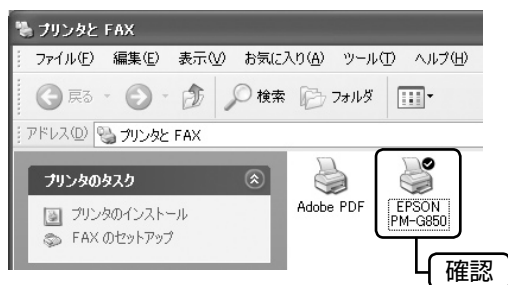 プリンタと FAX
ファイル(F) 編集(E) 表示(V) お気に入り(A) ツール(T) ヘルプ(H)
戻る 検索 フォルダ
アドレス(D) プリンタと FAX
プリンタのタスク
プリンタのインストール
FAX のセットアップ
Adobe PDF
EPSON
PM-G850
確認